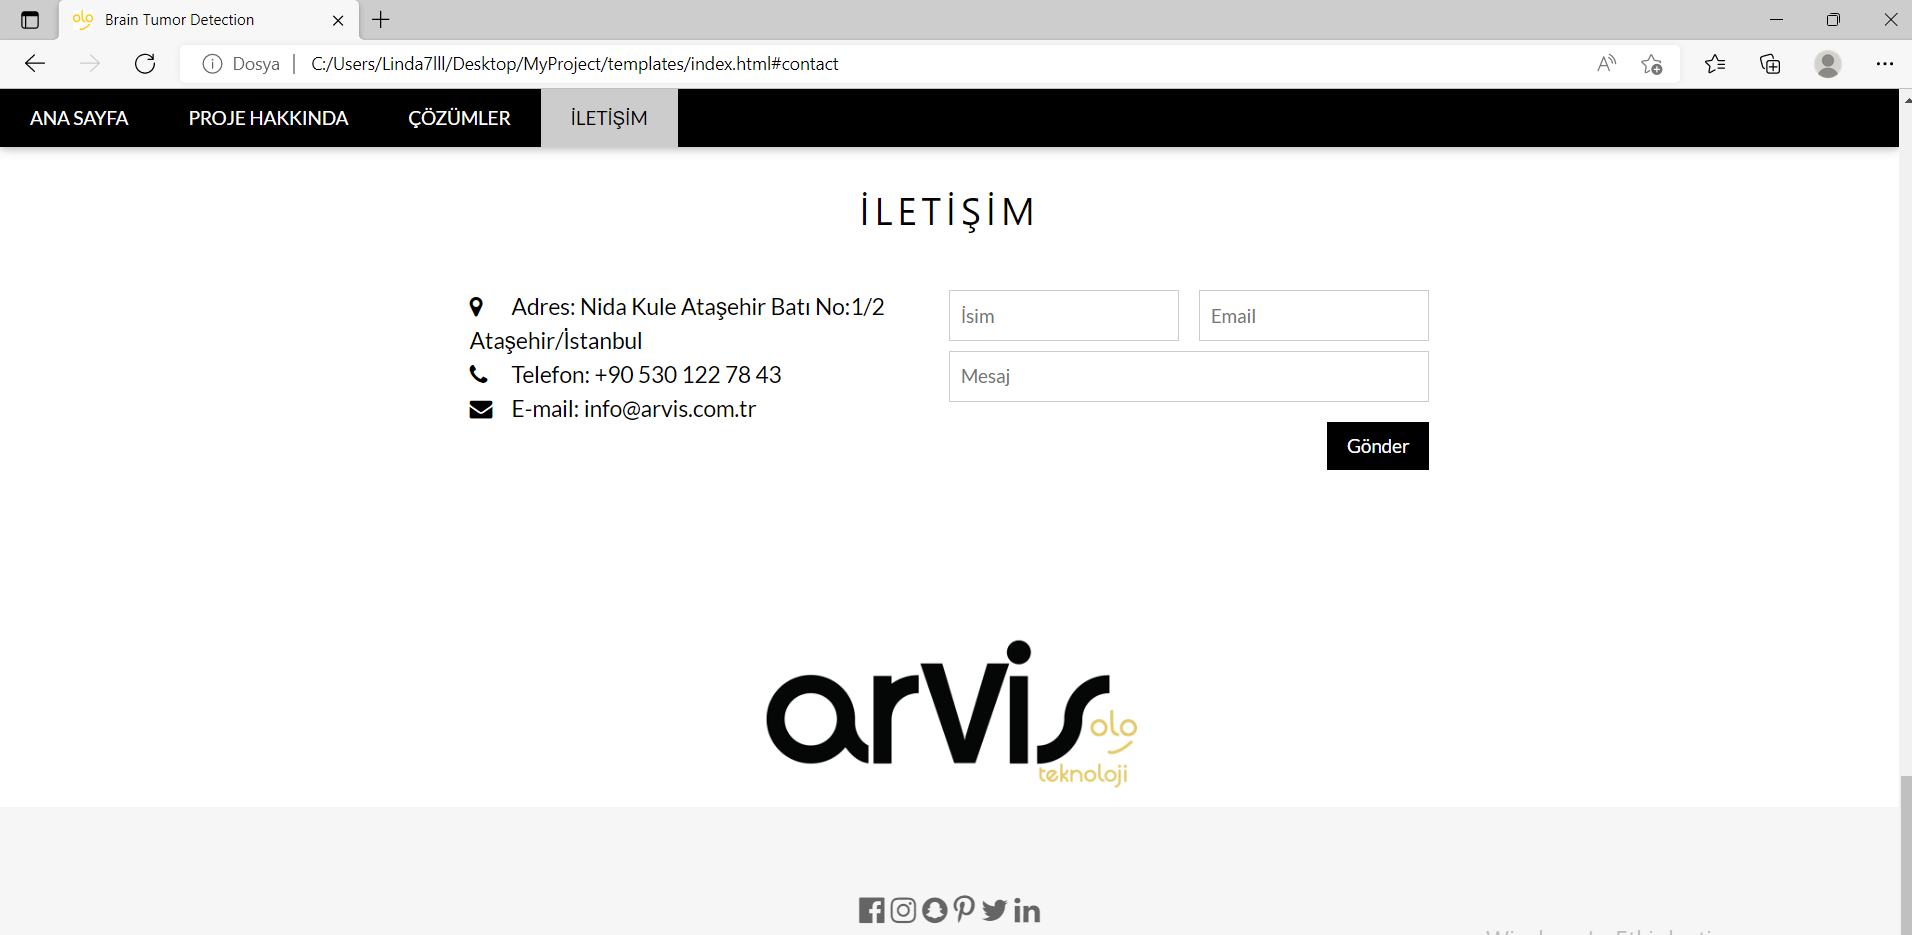 olo
Brain Tumor Detection
Dosya
C:/Users/Linda7lll/Desktop/MyProject/templates/index.html#contact
ANA SAYFA
PROJE HAKKINDA
ÇÖZÜMLER
İLETİŞİM
İLETİŞİM
Adres: Nida Kule Ataşehir Batı No:1/2
Ataşehir/İstanbul
Telefon: +90 530 122 78 43
E-mail: info@arvis.com.tr
İsim
Email
Mesaj
Gönder
arvis
olo
teknoloji